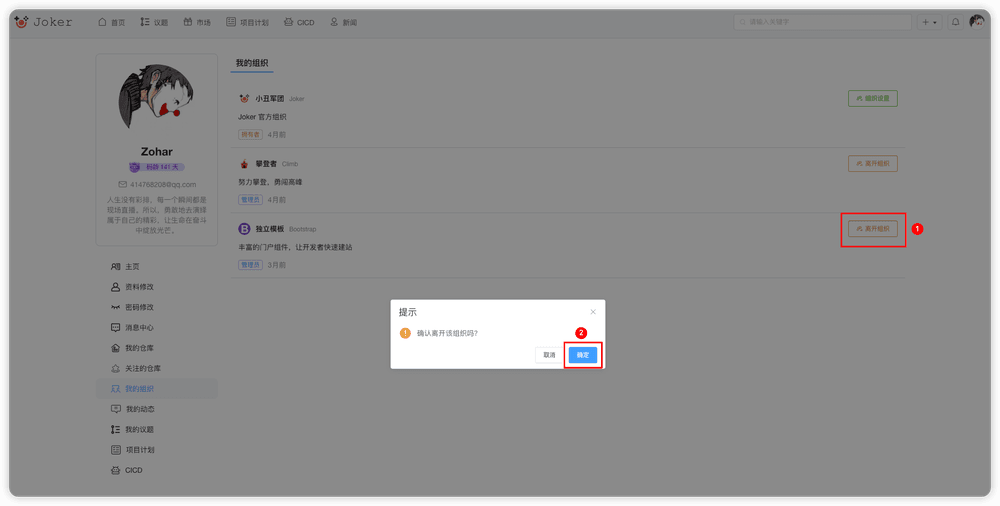 Joker
首页
议题
市场
项目计划
CICD
新闻
请输入关键字
Zohar
码龄 141 天
414768208@qq.com
人生没有彩排，每一个瞬间都是
现场直播。所以，勇敢地去演绎
属于自己的精彩，让生命在奋斗
中绽放光芒。
主页
资料修改
密码修改
消息中心
我的仓库
关注的仓库
我的组织
我的动态
我的议题
项目计划
CICD
我的组织
小丑军团 Joker
编辑设置
Joker 官方组织
拥有者 4月前
攀登者 Climb
离开组织
努力攀登，勇闯高峰
管理员 4月前
独立模板 Bootstrap
离开组织
1
丰富的门户组件，让开发者快速建站
管理员 3月前
提示
确认离开该组织吗？
2
取消
确定